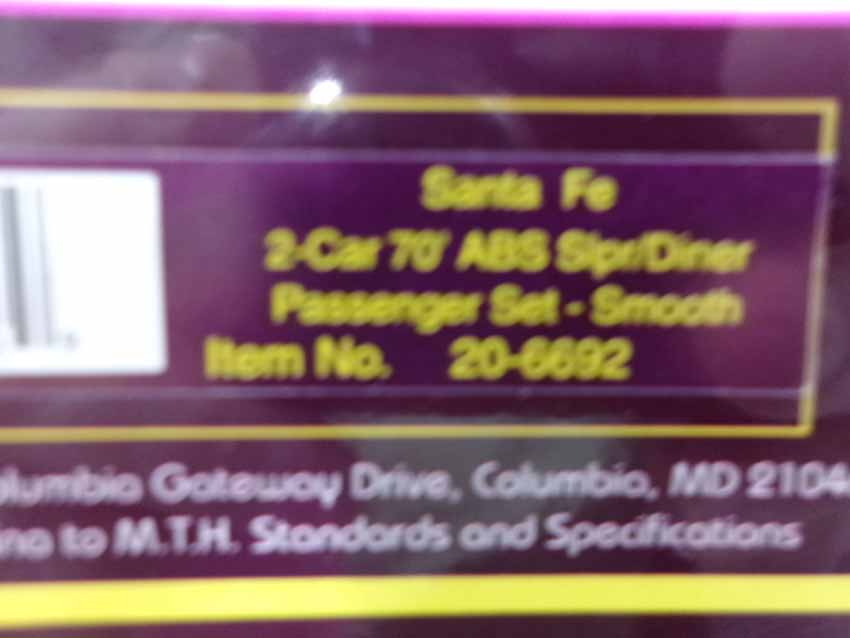 Santa Fe
2-Car 70' ABS Slpr/Diner
Passenger Set - Smooth
Item No. 20-6692
Gateway Drive, Columbia, MD
to M.T.H. Standards and Specifications